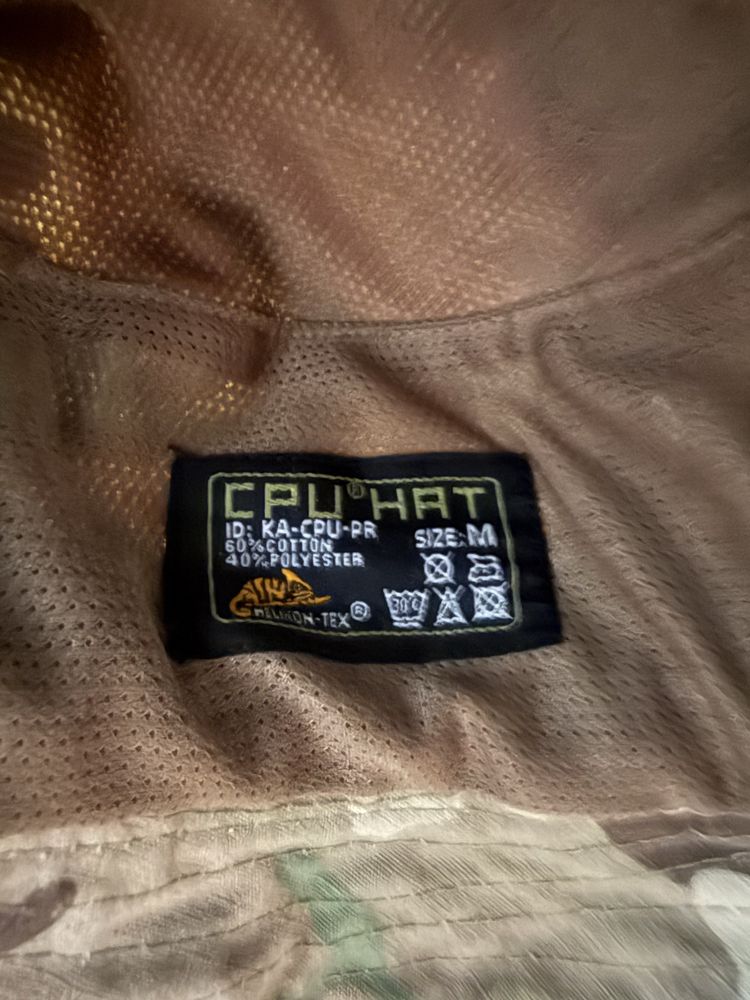 CPU® HAT
ID: KA-CPU-PR
60%COTTON
40%POLYESTER
SIZE: M
HELIKON-TEX®
30°C